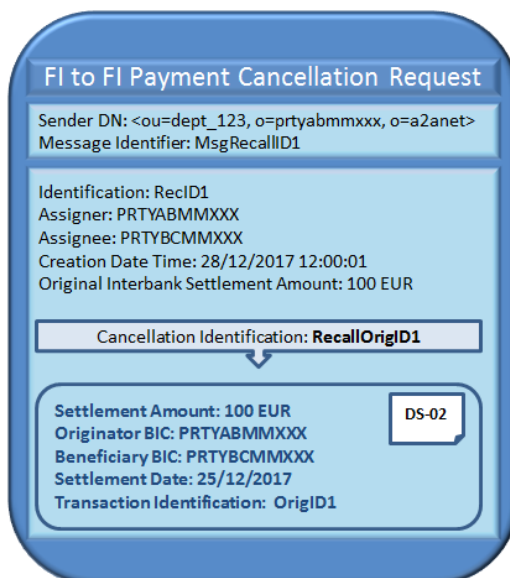 FI to FI Payment Cancellation Request
Sender DN: <ou=dept_123, o=prtyabmmxxx, o=a2anet>
Message Identifier: MsgRecallID1
Identification: RecID1
Assigner: PRTYABMMXXX
Assignee: PRTYBCMMXXX
Creation Date Time: 28/12/2017 12:00:01
Original Interbank Settlement Amount: 100 EUR
Cancellation Identification: RecallOrigID1
Settlement Amount: 100 EUR
Originator BIC: PRTYABMMXXX
Beneficiary BIC: PRTYBCMMXXX
Settlement Date: 25/12/2017
Transaction Identification: OrigID1
DS-02